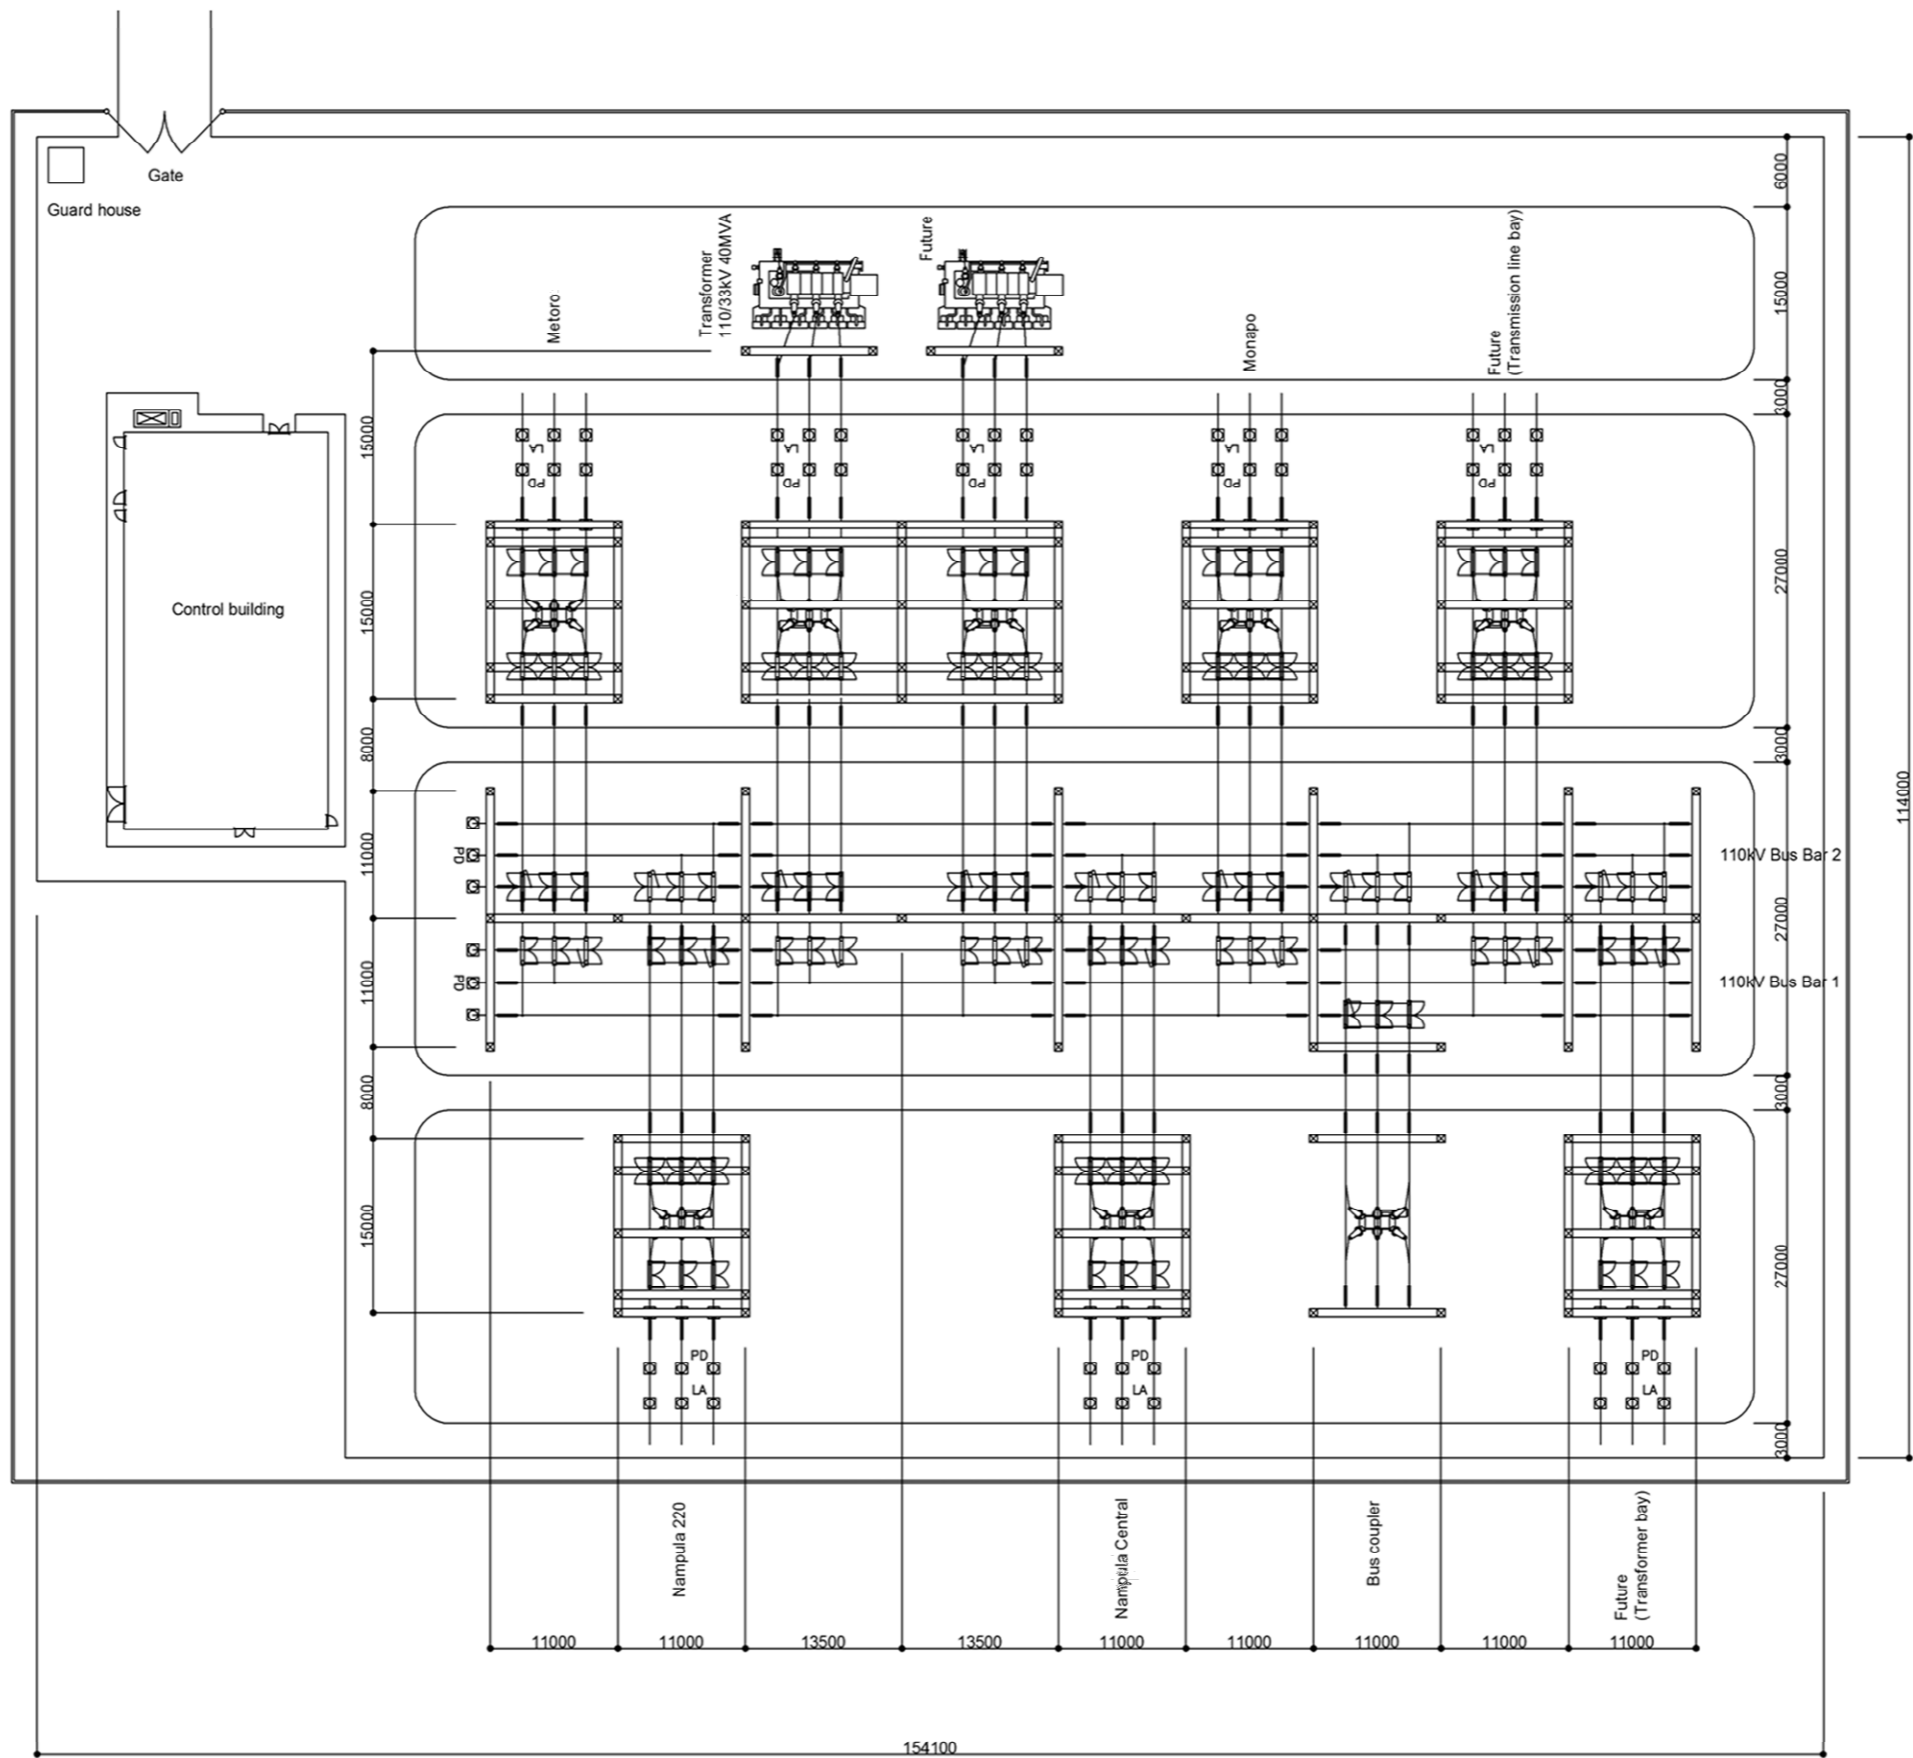 Gate
Guard house
6000
Transformer
110/33kV 40MVA
Future
Future
(Transmission line bay)
Metoro
Monapo
15000
3000
15000
LA
LA
LA
LA
LA
PD
PD
PD
PD
PD
27000
Control building
15000
8000
3000
114000
11000
PD
110kV Bus Bar 2
27000
11000
PD
110kV Bus Bar 1
8000
3000
15000
27000
PD
PD
PD
LA
LA
LA
3000
Nampula 220
Nampula Central
Bus coupler
Future
(Transformer bay)
11000
11000
13500
13500
11000
11000
11000
11000
11000
154100